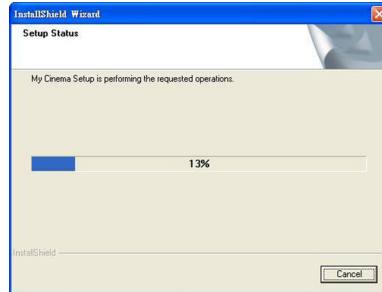 InstallShield Wizard
Setup Status
My Cinema Setup is performing the requested operations.
13%
InstallShield
Cancel